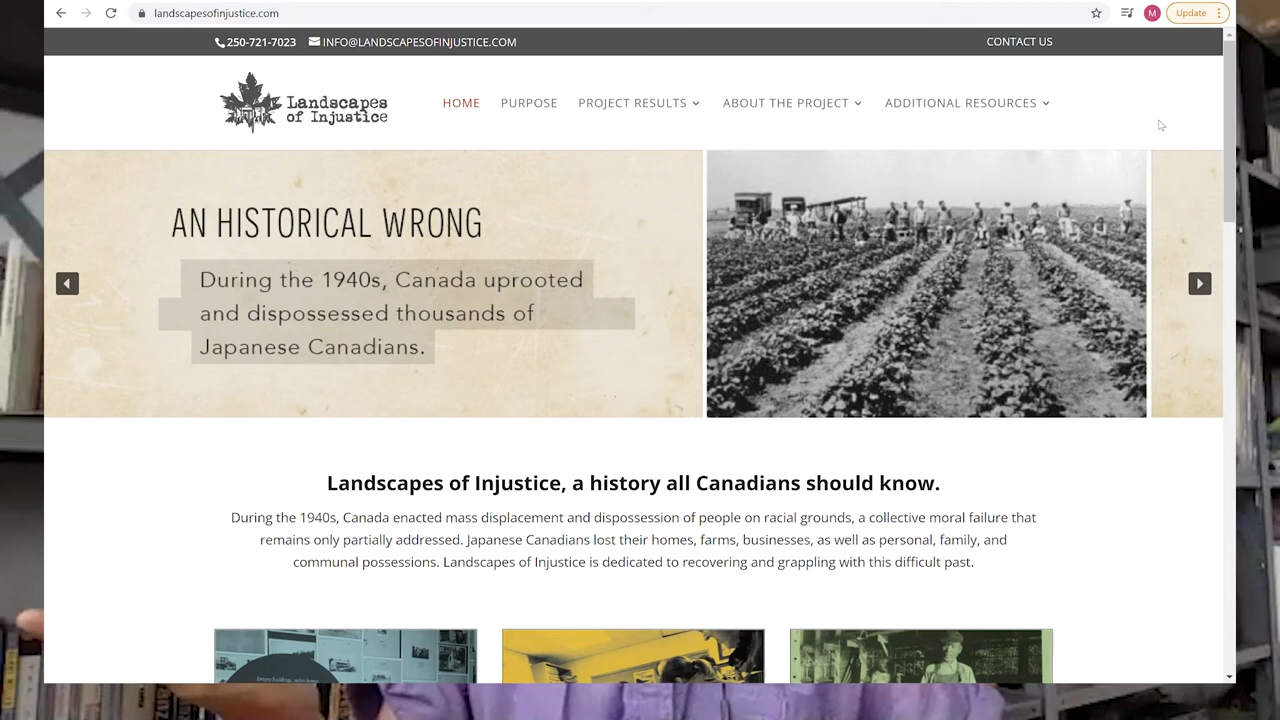 landscapesofinjustice.com
M
Update
250-721-7023
INFO@LANDSCAPESOFINJUSTICE.COM
CONTACT US
Landscapes
of Injustice
HOME
PURPOSE
PROJECT RESULTS
ABOUT THE PROJECT
ADDITIONAL RESOURCES
AN HISTORICAL WRONG
During the 1940s, Canada uprooted
and dispossessed thousands of
Japanese Canadians.
Landscapes of Injustice, a history all Canadians should know.
During the 1940s, Canada enacted mass displacement and dispossession of people on racial grounds, a collective moral failure that
remains only partially addressed. Japanese Canadians lost their homes, farms, businesses, as well as personal, family, and
communal possessions. Landscapes of Injustice is dedicated to recovering and grappling with this difficult past.